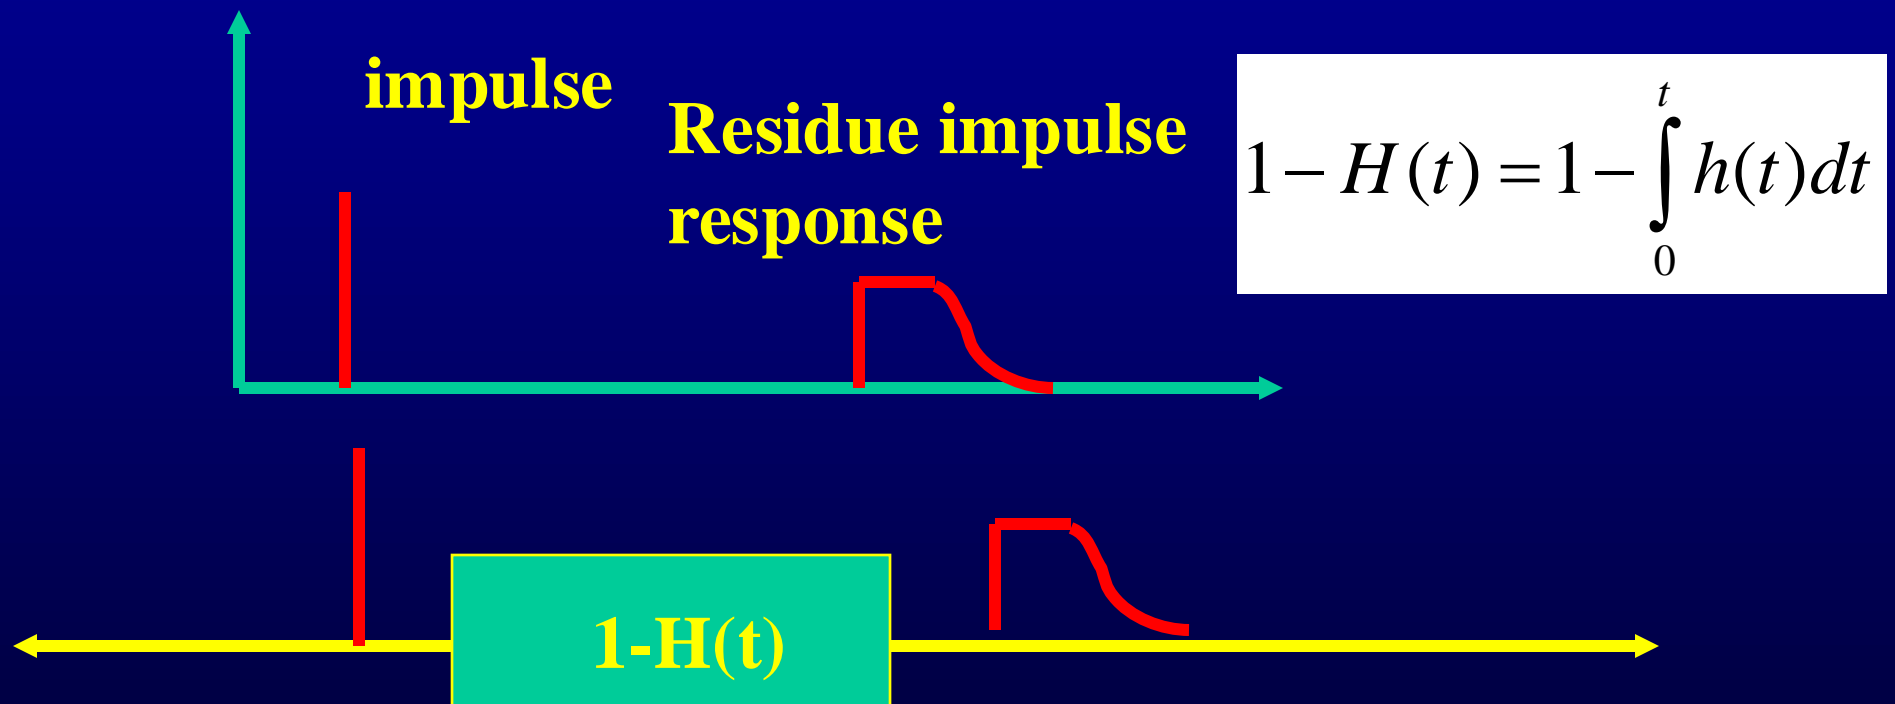 impulse
Residue impulse
response
1 − H(t) = 1 − ∫₀ᵗ h(t)dt
1-H(t)